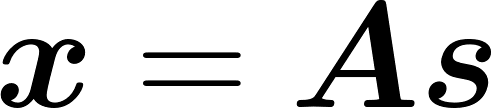 x = As